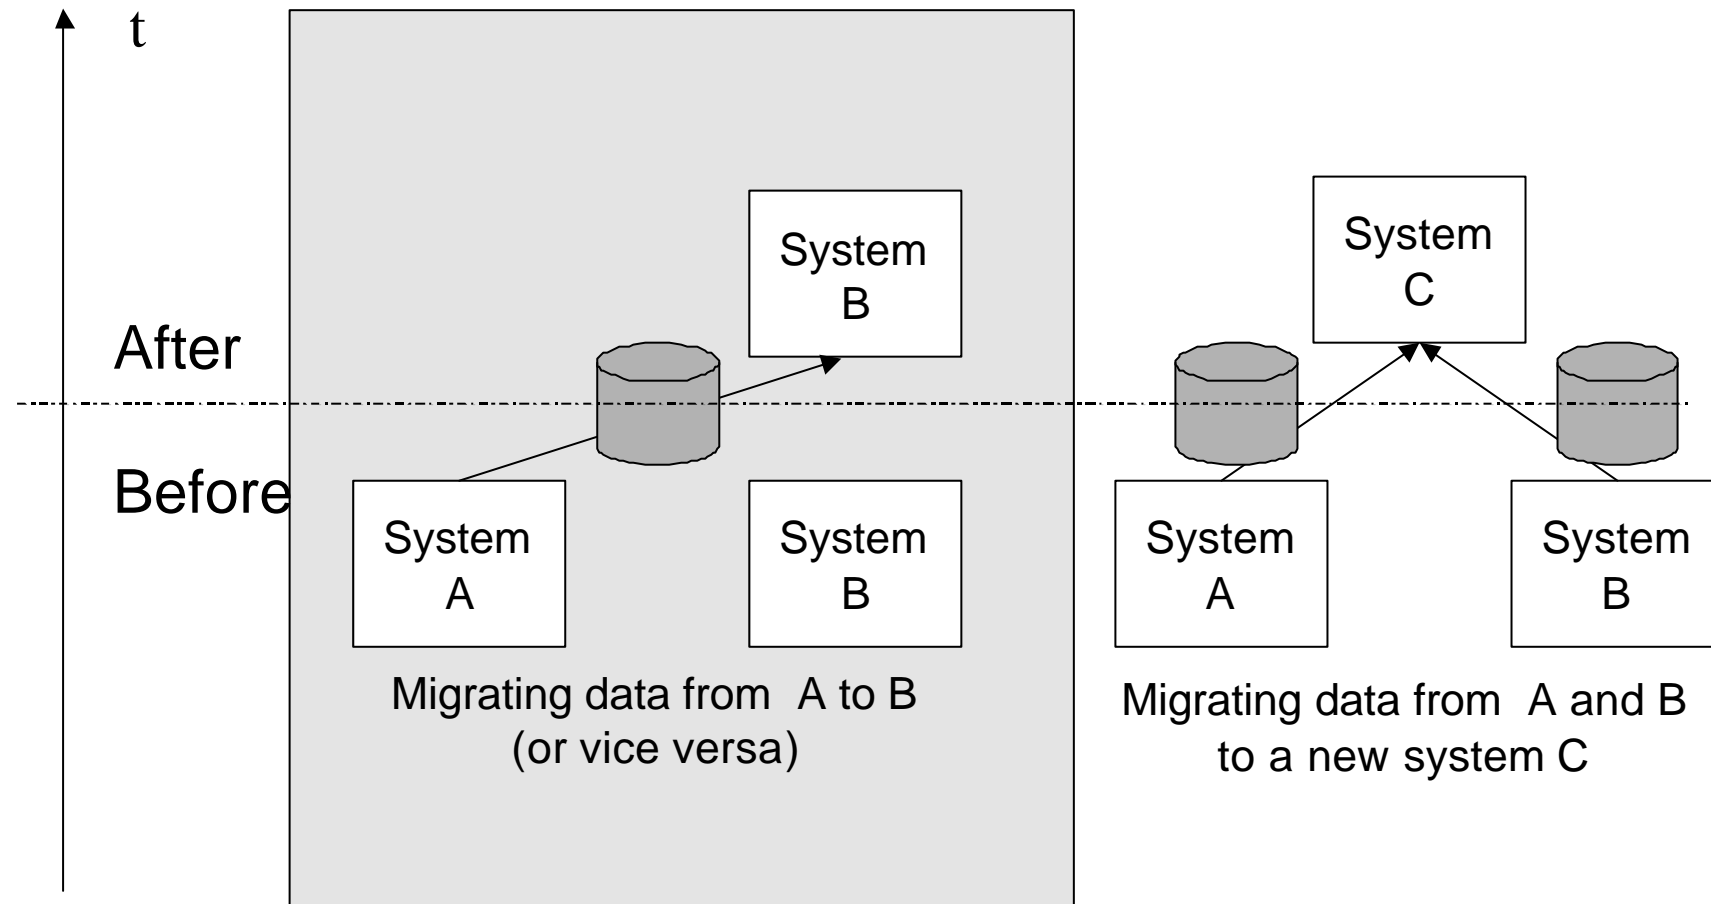 t
After
Before
System
B
System
A
System
B
Migrating data from A to B
(or vice versa)
System
C
System
A
System
B
Migrating data from A and B
to a new system C